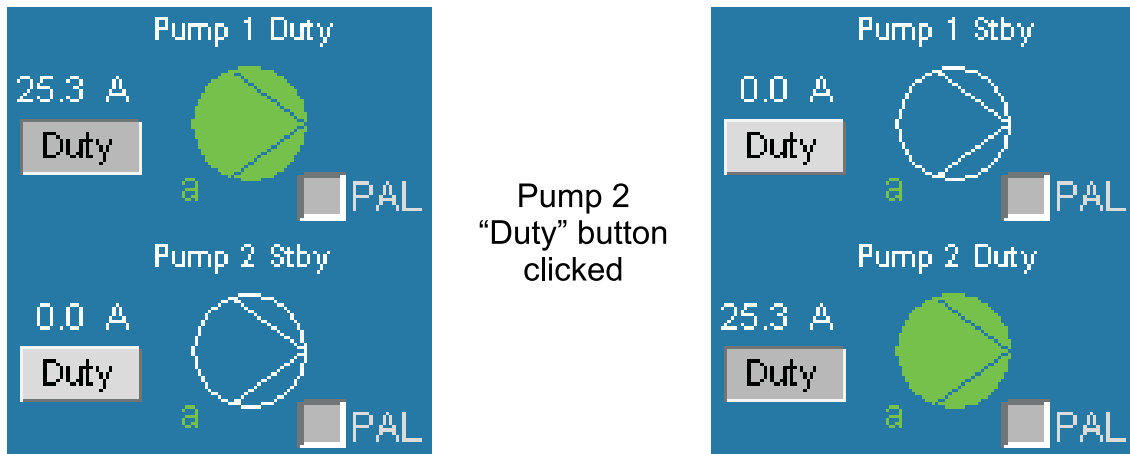 Pump 1 Duty
25.3 A
Duty
a
PAL
Pump 2 Stby
0.0 A
Duty
a
PAL
Pump 2
“Duty” button
clicked
Pump 1 Stby
0.0 A
Duty
a
PAL
Pump 2 Duty
25.3 A
Duty
a
PAL